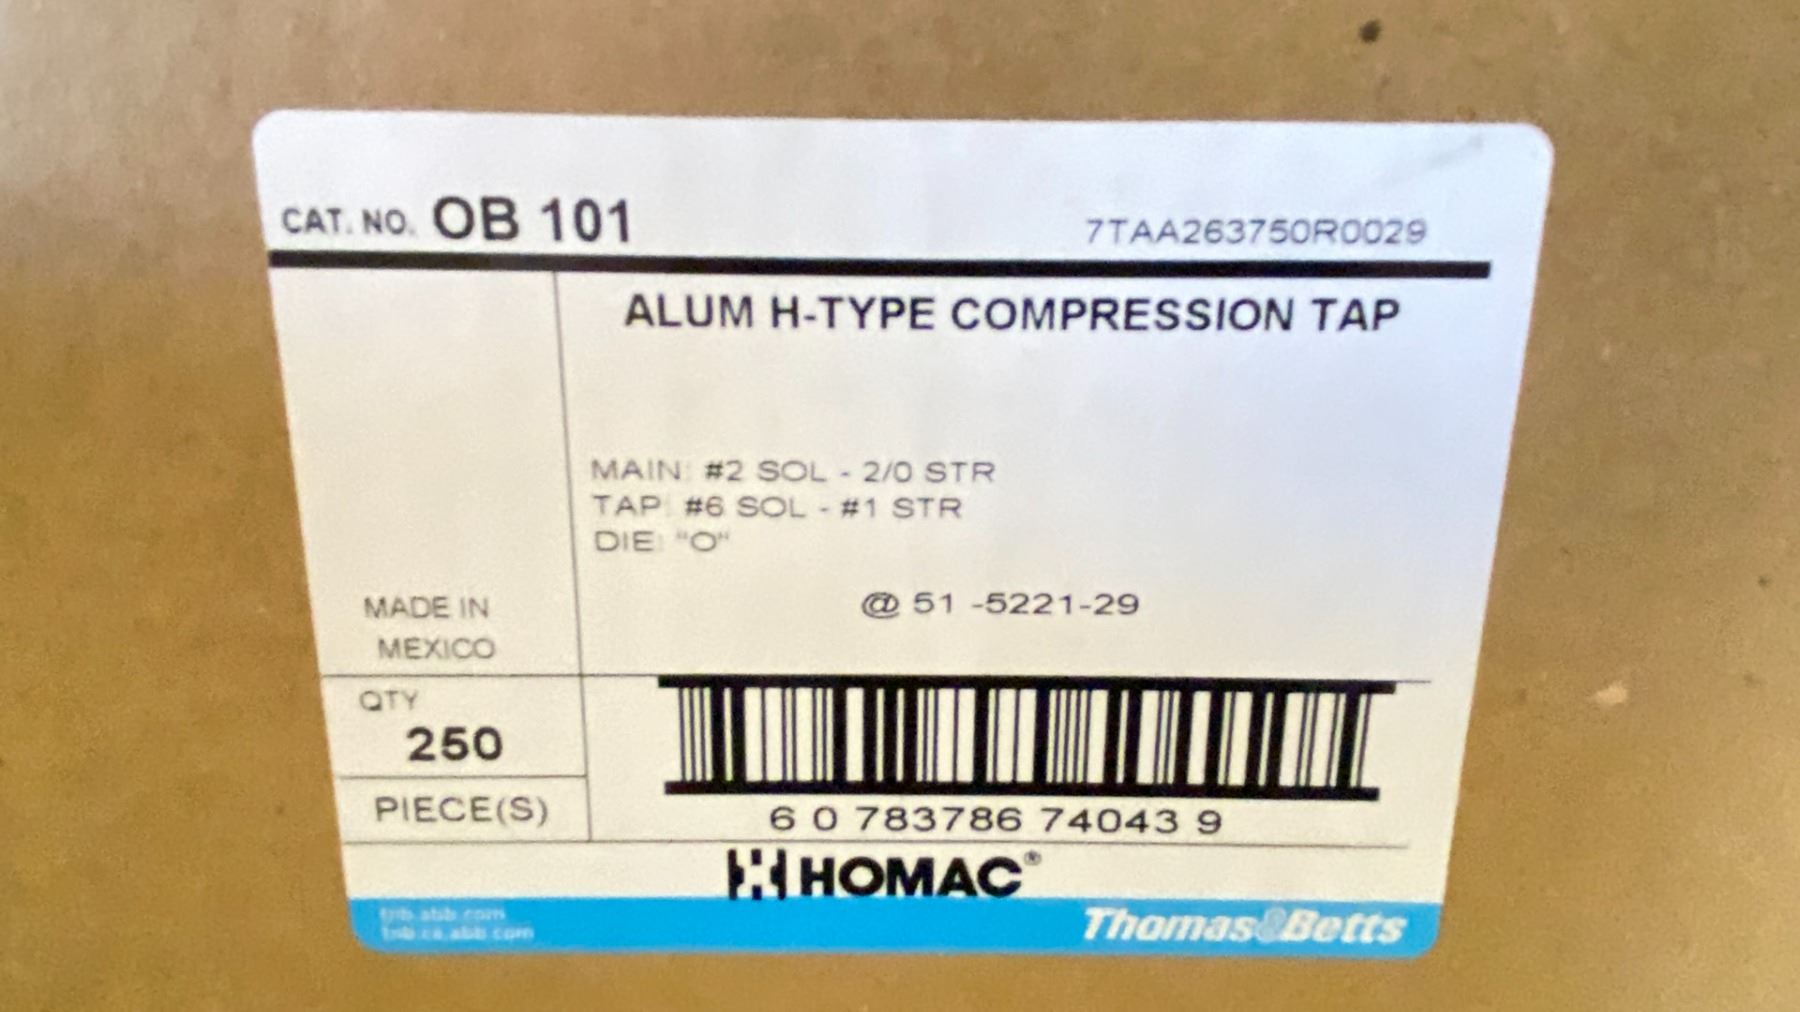 CAT. NO. OB 101
7TAA263750R0029
ALUM H-TYPE COMPRESSION TAP
MAIN: #2 SOL - 2/0 STR
TAP: #6 SOL - #1 STR
DIE: "O"
@ 51 -5221-29
MADE IN
MEXICO
QTY
250
PIECE(S)
6 0 783786 74043 9
HOMAC®
tnb.abb.com
tnb.ca.abb.com
Thomas&Betts